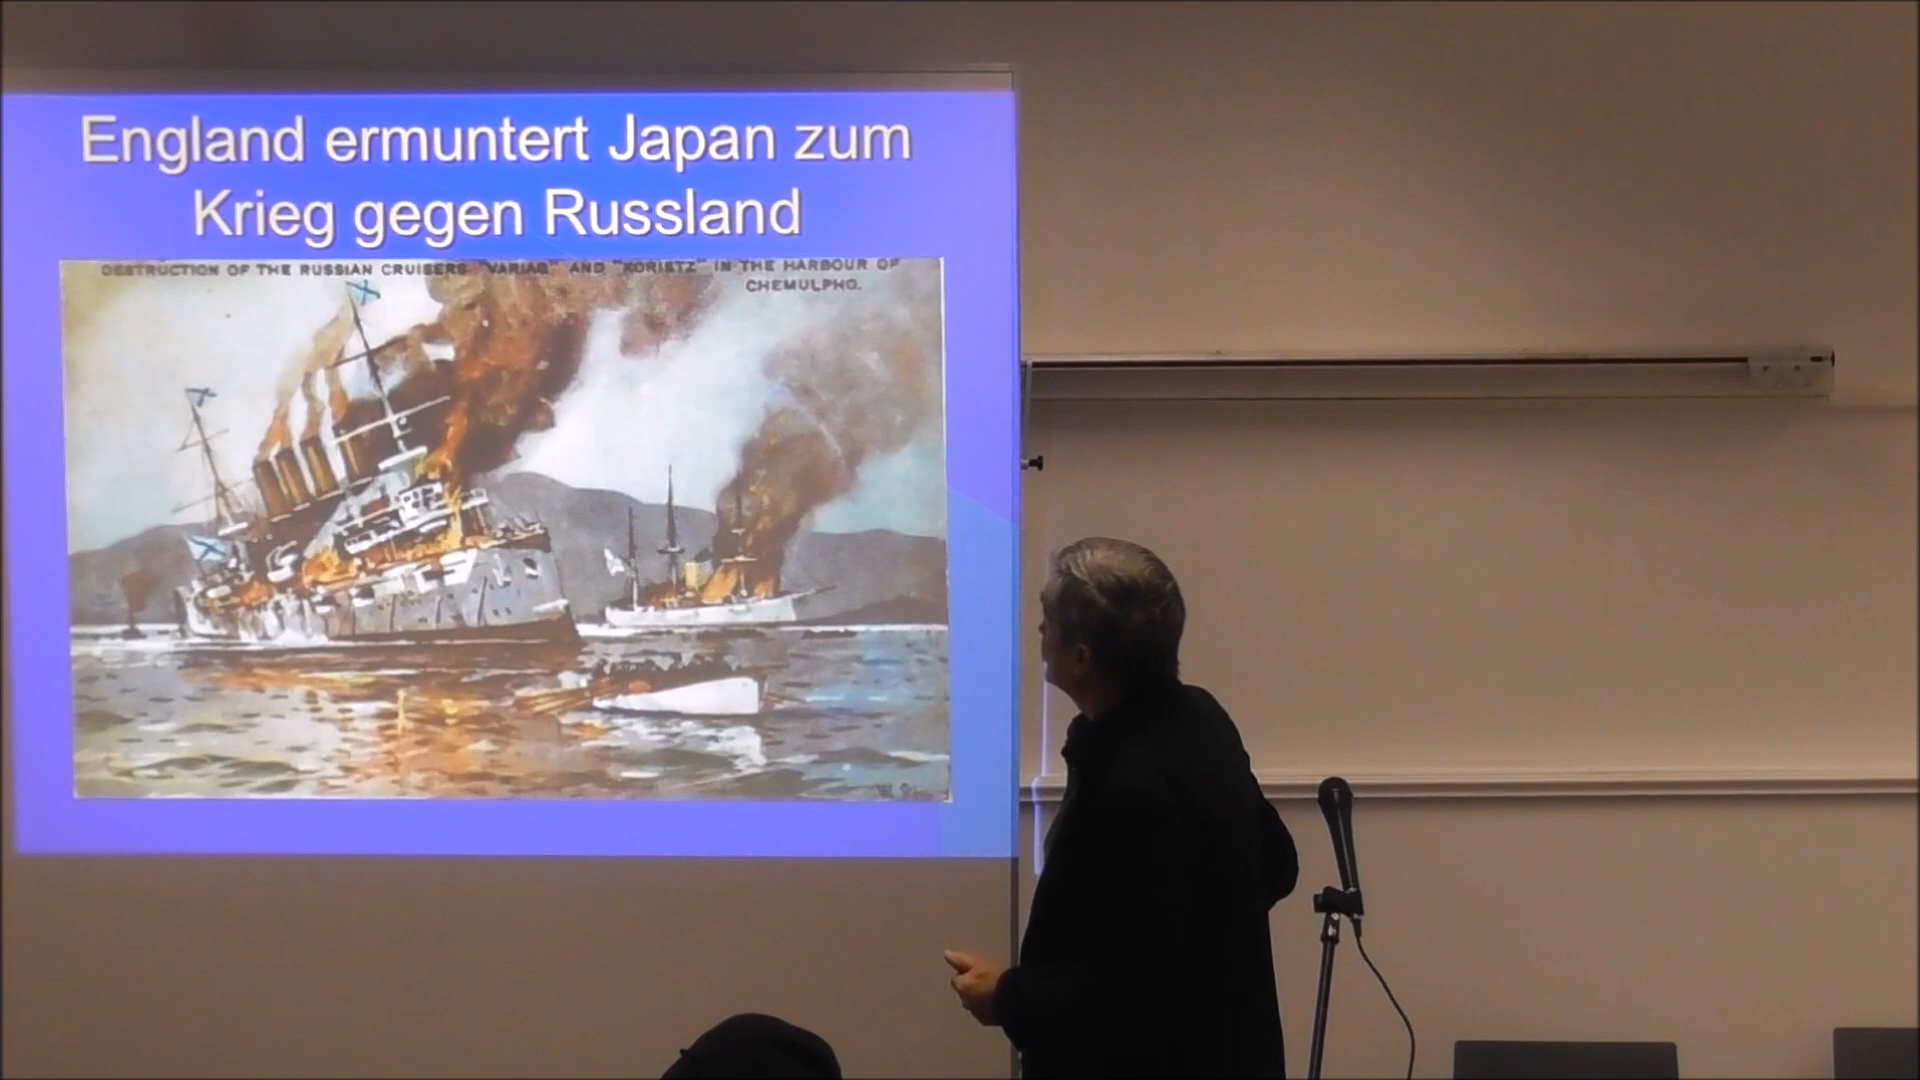 England ermuntert Japan zum
Krieg gegen Russland
DESTRUCTION OF THE RUSSIAN CRUISERS "VARIAG" AND "KORIETZ" IN THE HARBOUR OF
CHEMULPHO.